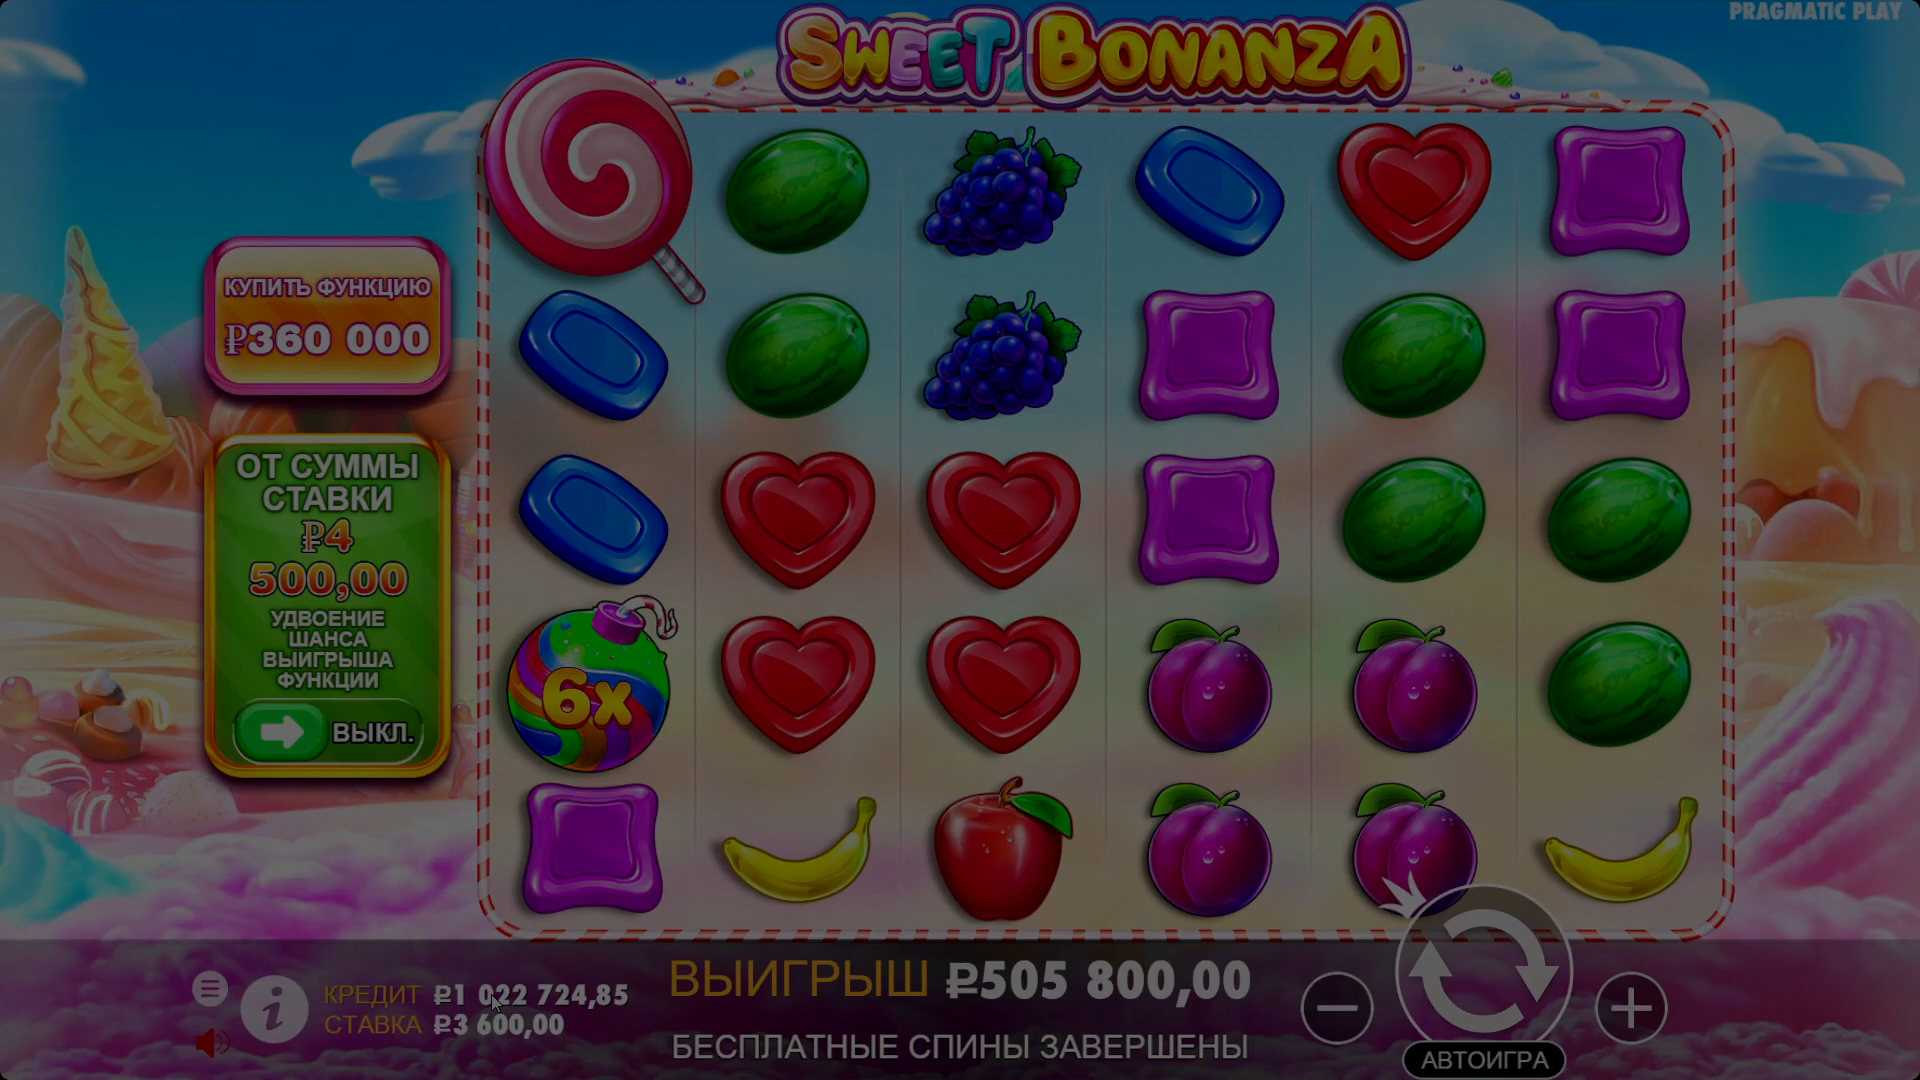 PRAGMATIC PLAY
SWEET BONANZA
КУПИТЬ ФУНКЦИЮ
₽360 000
ОТ СУММЫ
СТАВКИ
₽4
500,00
УДВОЕНИЕ
ШАНСА
ВЫИГРЫША
ФУНКЦИИ
ВЫКЛ.
6x
КРЕДИТ ₽1 022 724,85
СТАВКА ₽3 600,00
ВЫИГРЫШ ₽505 800,00
БЕСПЛАТНЫЕ СПИНЫ ЗАВЕРШЕНЫ
АВТОИГРА